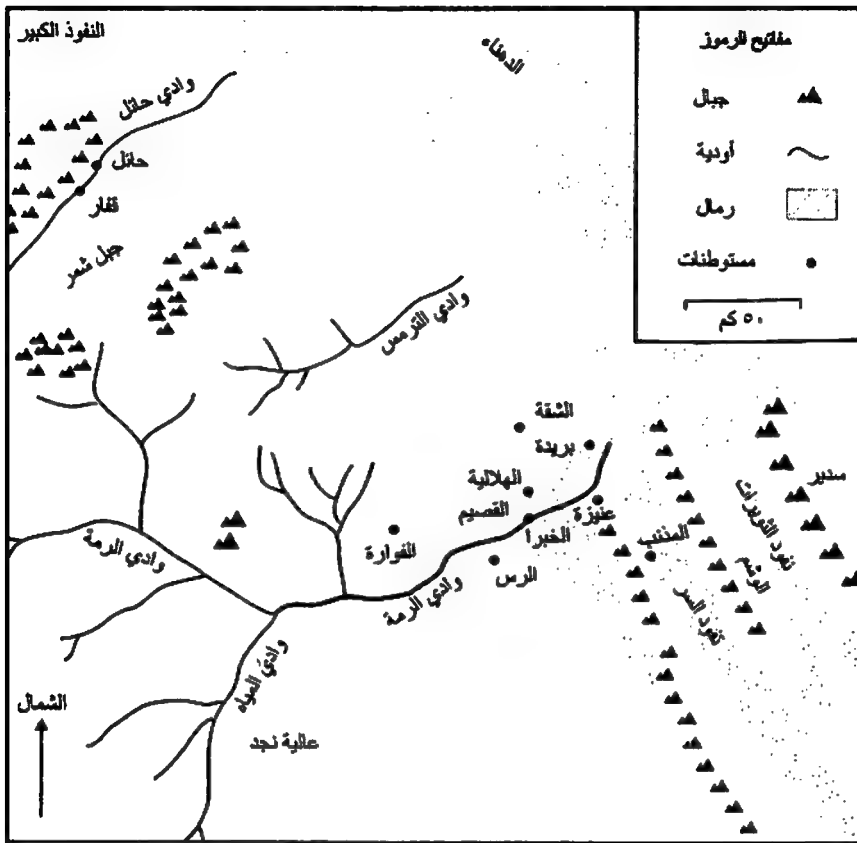 النفوذ الكبير
الدهناء
مفاتيح الرموز
جبال
أودية
رمال
مستوطنات
٥٠ كم
وادي حائل
حائل
قفار
جبل شمر
وادي الترمس
الشقة
بريدة
الهلالية
القصيم
عنيزة
الخبرا
الفوارة
الرس
المذنب
سدير
نفود الثويرات
الوشم
نفود السر
وادي الرمة
وادي الرمة
وادي المياه
عالية نجد
الشمال